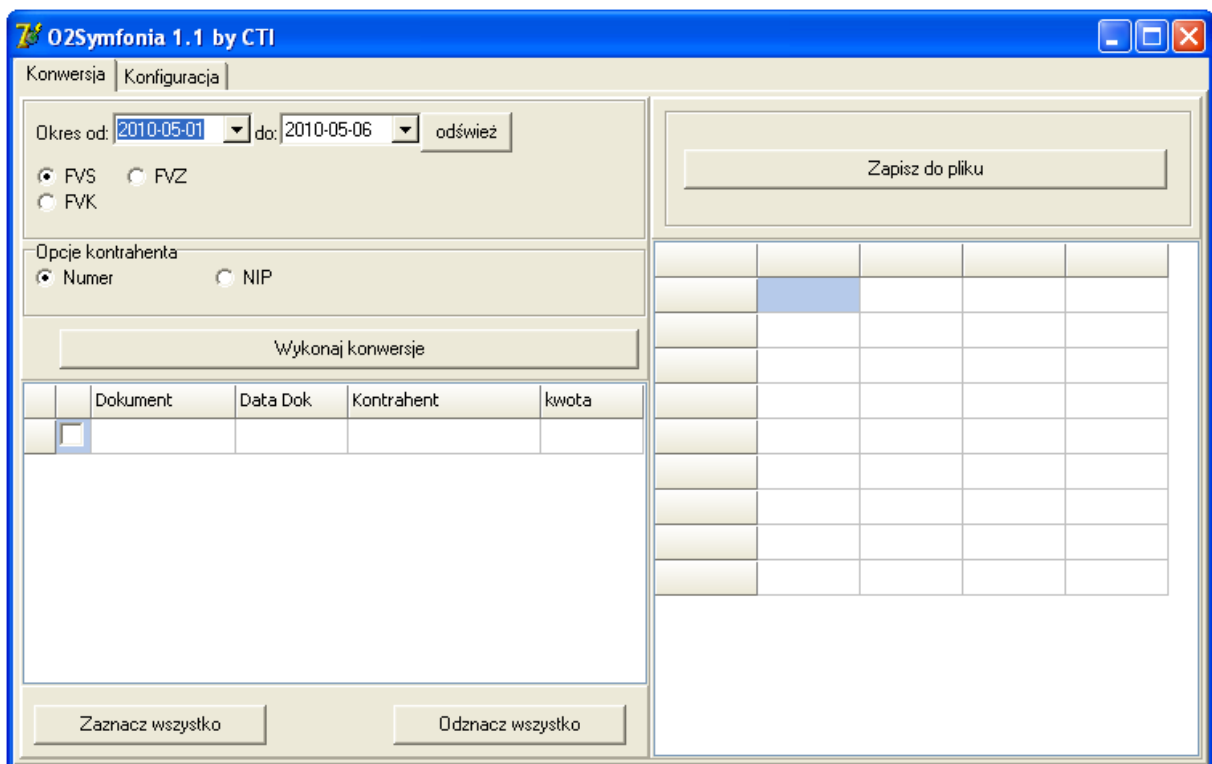 O2Symfonia 1.1 by CTI
Konwersja Konfiguracja
Okres od: 2010-05-01 do: 2010-05-06 odśwież
FVS FVZ
FVK
Zapisz do pliku
Opcje kontrahenta
Numer NIP
Wykonaj konwersje
Dokument Data Dok Kontrahent kwota
Zaznacz wszystko Odznacz wszystko